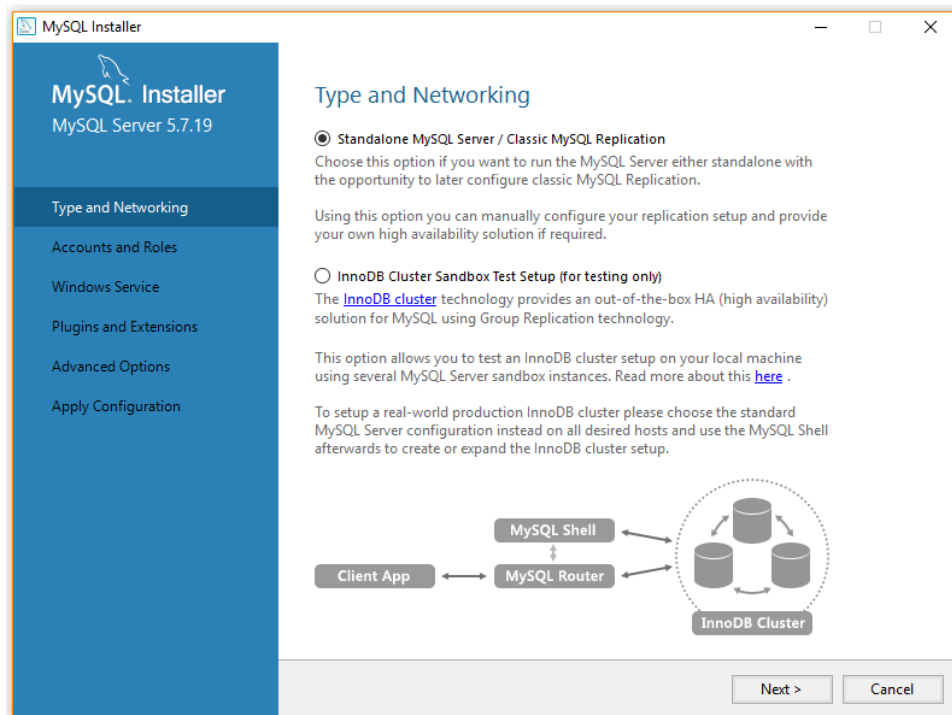 MySQL Installer
MySQL. Installer
MySQL Server 5.7.19
Type and Networking
Accounts and Roles
Windows Service
Plugins and Extensions
Advanced Options
Apply Configuration
Type and Networking
Standalone MySQL Server / Classic MySQL Replication
Choose this option if you want to run the MySQL Server either standalone with
the opportunity to later configure classic MySQL Replication.
Using this option you can manually configure your replication setup and provide
your own high availability solution if required.
InnoDB Cluster Sandbox Test Setup (for testing only)
The InnoDB cluster technology provides an out-of-the-box HA (high availability)
solution for MySQL using Group Replication technology.
This option allows you to test an InnoDB cluster setup on your local machine
using several MySQL Server sandbox instances. Read more about this here .
To setup a real-world production InnoDB cluster please choose the standard
MySQL Server configuration instead on all desired hosts and use the MySQL Shell
afterwards to create or expand the InnoDB cluster setup.
MySQL Shell
Client App
MySQL Router
InnoDB Cluster
Next >
Cancel